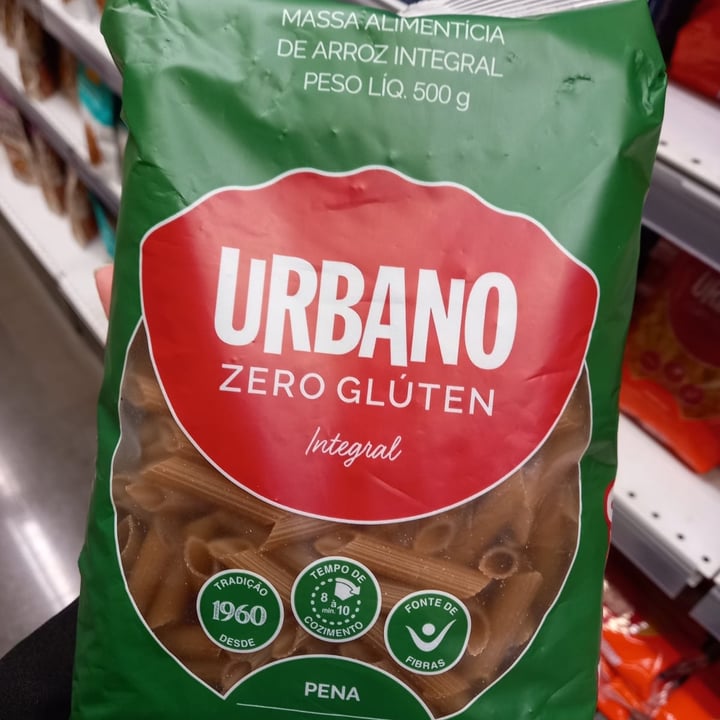 MASSA ALIMENTÍCIA
DE ARROZ INTEGRAL
PESO LÍQ. 500 g
URBANO
ZERO GLÚTEN
Integral
TRADIÇÃO
1960
DESDE
TEMPO DE
8 à 10
min.
COZIMENTO
FONTE DE
FIBRAS
PENA